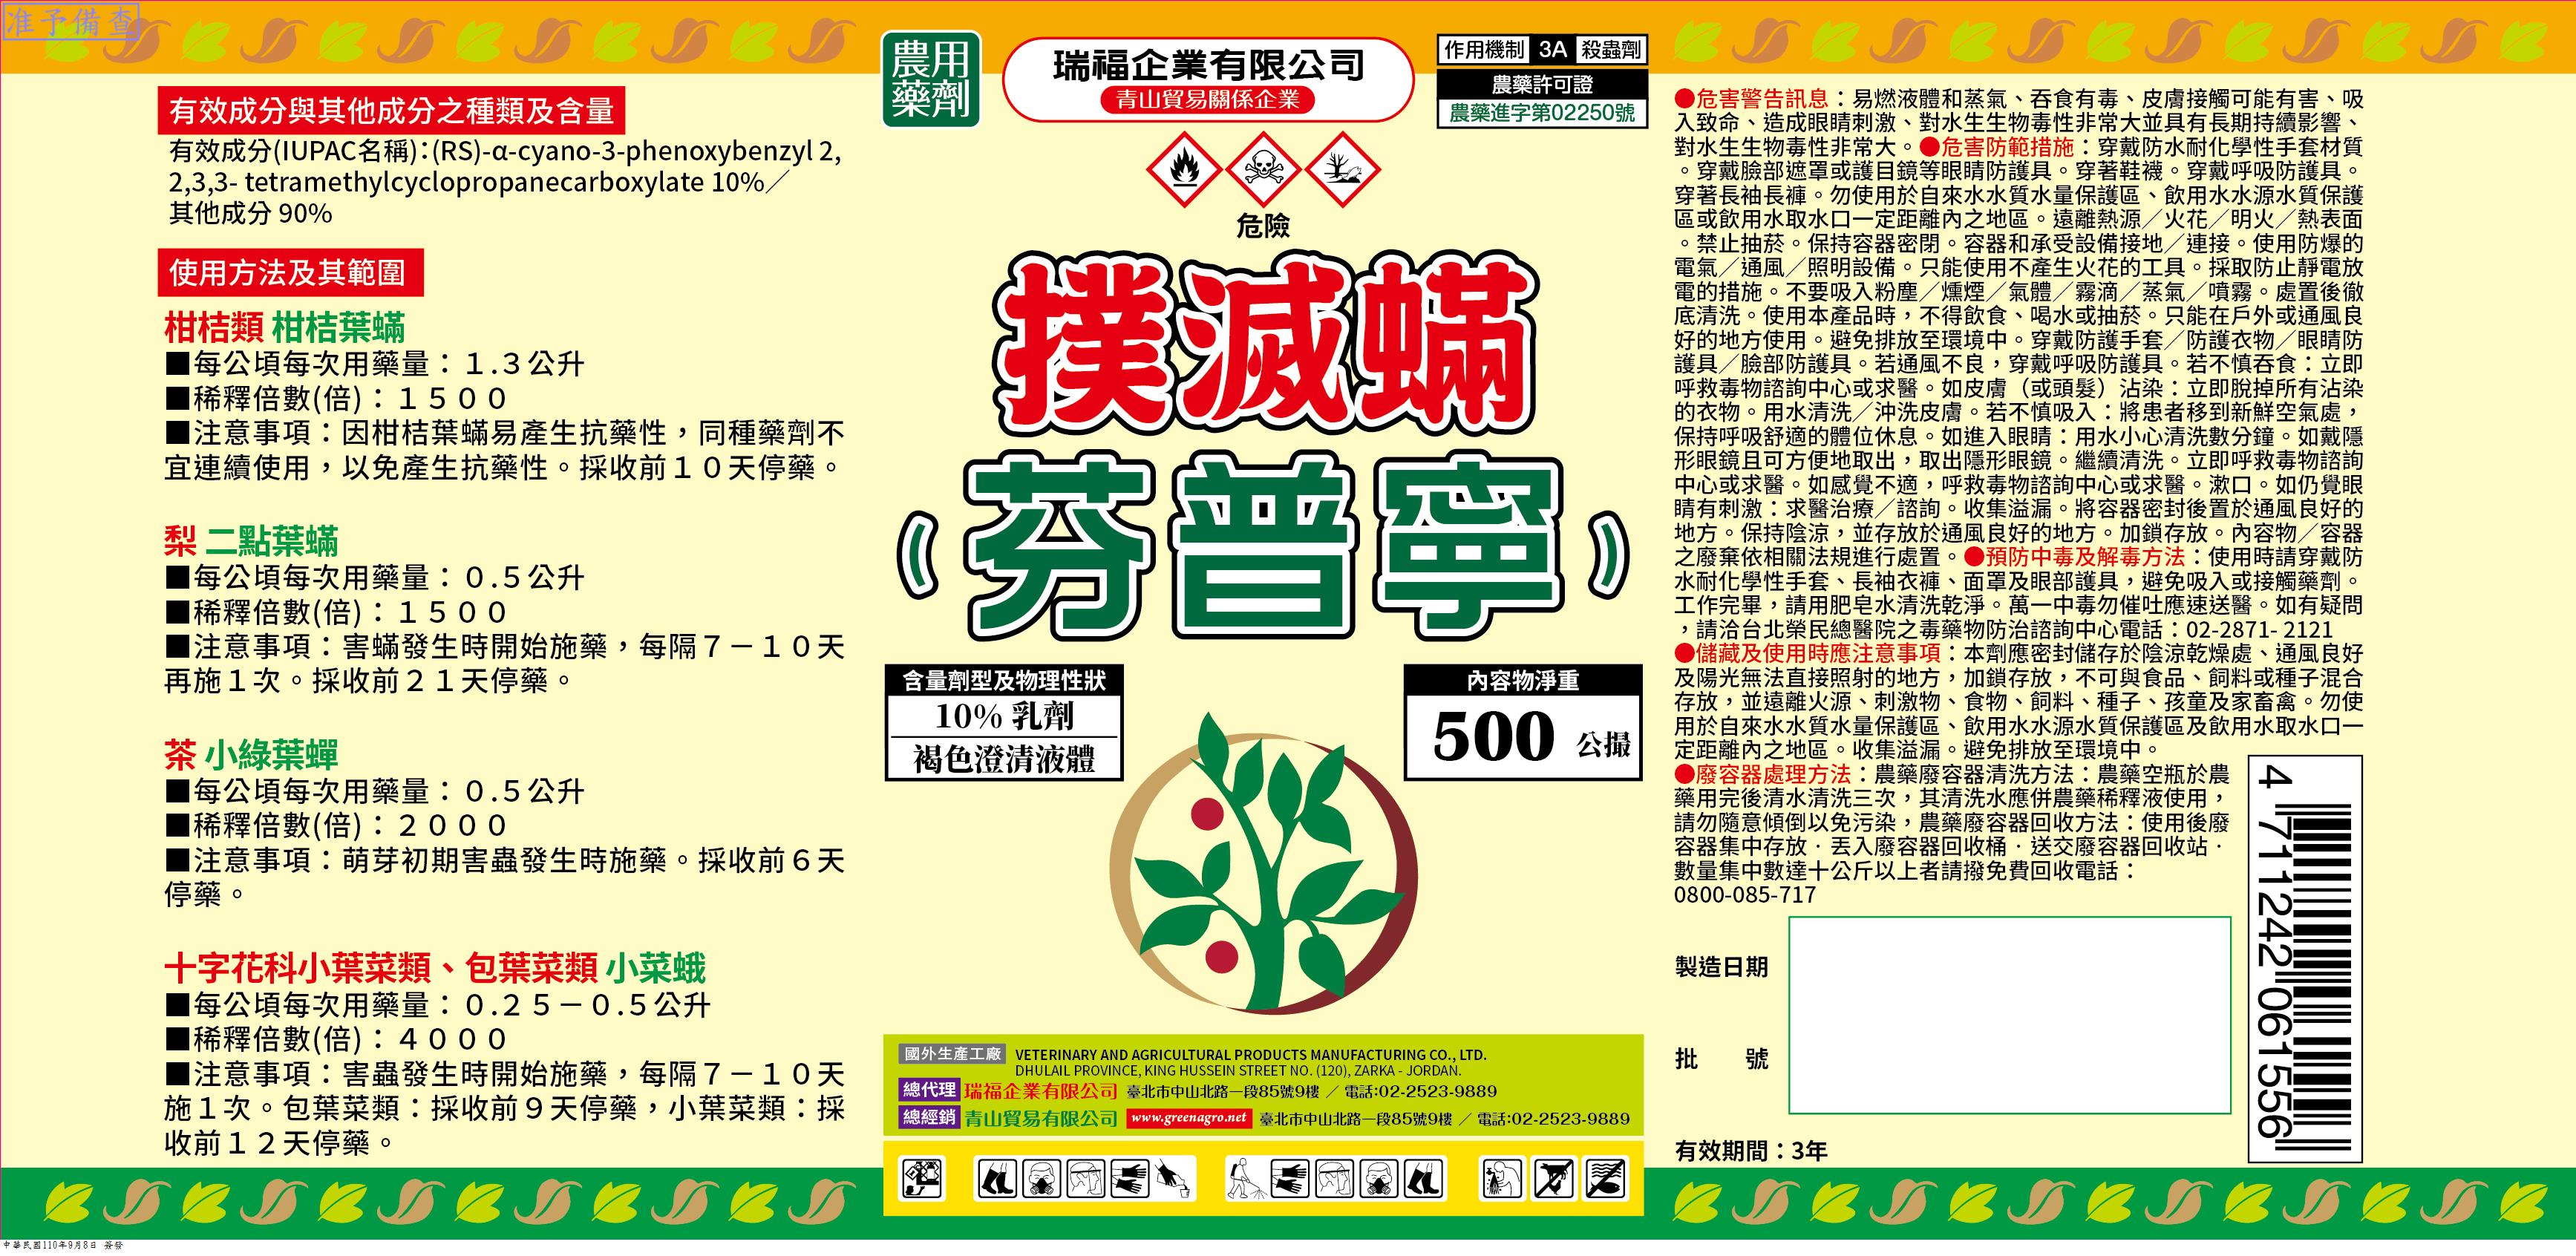 准予備查
有效成分與其他成分之種類及含量
有效成分(IUPAC名稱):(RS)-α-cyano-3-phenoxybenzyl 2,
2,3,3- tetramethylcyclopropanecarboxylate 10%／
其他成分 90%
使用方法及其範圍
柑桔類 柑桔葉蟎
■每公頃每次用藥量：１.３公升
■稀釋倍數(倍)：１５００
■注意事項：因柑桔葉蟎易產生抗藥性，同種藥劑不
宜連續使用，以免產生抗藥性。採收前１０天停藥。
梨 二點葉蟎
■每公頃每次用藥量：０.５公升
■稀釋倍數(倍)：１５００
■注意事項：害蟎發生時開始施藥，每隔７－１０天
再施１次。採收前２１天停藥。
茶 小綠葉蟬
■每公頃每次用藥量：０.５公升
■稀釋倍數(倍)：２０００
■注意事項：萌芽初期害蟲發生時施藥。採收前６天
停藥。
十字花科小葉菜類、包葉菜類 小菜蛾
■每公頃每次用藥量：０.２５－０.５公升
■稀釋倍數(倍)：４０００
■注意事項：害蟲發生時開始施藥，每隔７－１０天
施１次。包葉菜類：採收前９天停藥，小葉菜類：採
收前１２天停藥。
農用
藥劑
瑞福企業有限公司
青山貿易關係企業
作用機制 3A 殺蟲劑
農藥許可證
農藥進字第02250號
危險
撲滅蟎
(芬普寧)
含量劑型及物理性狀
10% 乳劑
褐色澄清液體
內容物淨重
500 公撮
國外生產工廠 VETERINARY AND AGRICULTURAL PRODUCTS MANUFACTURING CO., LTD.
DHULAIL PROVINCE, KING HUSSEIN STREET NO. (120), ZARKA - JORDAN.
總代理 瑞福企業有限公司 臺北市中山北路一段85號9樓 ／ 電話:02-2523-9889
總經銷 青山貿易有限公司 www.greenagro.net 臺北市中山北路一段85號9樓 ／ 電話:02-2523-9889
●危害警告訊息：易燃液體和蒸氣、吞食有毒、皮膚接觸可能有害、吸
入致命、造成眼睛刺激、對水生生物毒性非常大並具有長期持續影響、
對水生生物毒性非常大。●危害防範措施：穿戴防水耐化學性手套材質
。穿戴臉部遮罩或護目鏡等眼睛防護具。穿著鞋襪。穿戴呼吸防護具。
穿著長袖長褲。勿使用於自來水水質水量保護區、飲用水水源水質保護
區或飲用水取水口一定距離內之地區。遠離熱源／火花／明火／熱表面
。禁止抽菸。保持容器密閉。容器和承受設備接地／連接。使用防爆的
電氣／通風／照明設備。只能使用不產生火花的工具。採取防止靜電放
電的措施。不要吸入粉塵／燻煙／氣體／霧滴／蒸氣／噴霧。處置後徹
底清洗。使用本產品時，不得飲食、喝水或抽菸。只能在戶外或通風良
好的地方使用。避免排放至環境中。穿戴防護手套／防護衣物／眼睛防
護具／臉部防護具。若通風不良，穿戴呼吸防護具。若不慎吞食：立即
呼救毒物諮詢中心或求醫。如皮膚（或頭髮）沾染：立即脫掉所有沾染
的衣物。用水清洗／沖洗皮膚。若不慎吸入：將患者移到新鮮空氣處，
保持呼吸舒適的體位休息。如進入眼睛：用水小心清洗數分鐘。如戴隱
形眼鏡且可方便地取出，取出隱形眼鏡。繼續清洗。立即呼救毒物諮詢
中心或求醫。如感覺不適，呼救毒物諮詢中心或求醫。漱口。如仍覺眼
睛有刺激：求醫治療／諮詢。收集溢漏。將容器密封後置於通風良好的
地方。保持陰涼，並存放於通風良好的地方。加鎖存放。內容物／容器
之廢棄依相關法規進行處置。●預防中毒及解毒方法：使用時請穿戴防
水耐化學性手套、長袖衣褲、面罩及眼部護具，避免吸入或接觸藥劑。
工作完畢，請用肥皂水清洗乾淨。萬一中毒勿催吐應速送醫。如有疑問
，請洽台北榮民總醫院之毒藥物防治諮詢中心電話：02-2871- 2121
●儲藏及使用時應注意事項：本劑應密封儲存於陰涼乾燥處、通風良好
及陽光無法直接照射的地方，加鎖存放，不可與食品、飼料或種子混合
存放，並遠離火源、刺激物、食物、飼料、種子、孩童及家畜禽。勿使
用於自來水水質水量保護區、飲用水水源水質保護區及飲用水取水口一
定距離內之地區。收集溢漏。避免排放至環境中。
●廢容器處理方法：農藥廢容器清洗方法：農藥空瓶於農
藥用完後清水清洗三次，其清洗水應併農藥稀釋液使用，
請勿隨意傾倒以免污染，農藥廢容器回收方法：使用後廢
容器集中存放．丟入廢容器回收桶．送交廢容器回收站．
數量集中數達十公斤以上者請撥免費回收電話：
0800-085-717
製造日期
批　　號
有效期間：3年
4 711242 061556
中華民國110年9月8日 簽發